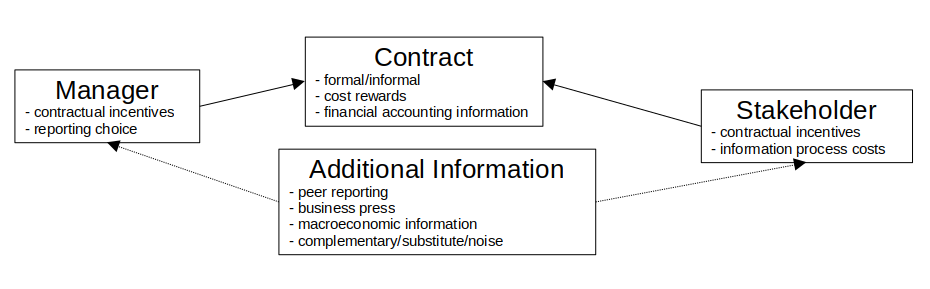 Contract
- formal/informal
- cost rewards
- financial accounting information
Manager
- contractual incentives
- reporting choice
Stakeholder
- contractual incentives
- information process costs
Additional Information
- peer reporting
- business press
- macroeconomic information
- complementary/substitute/noise